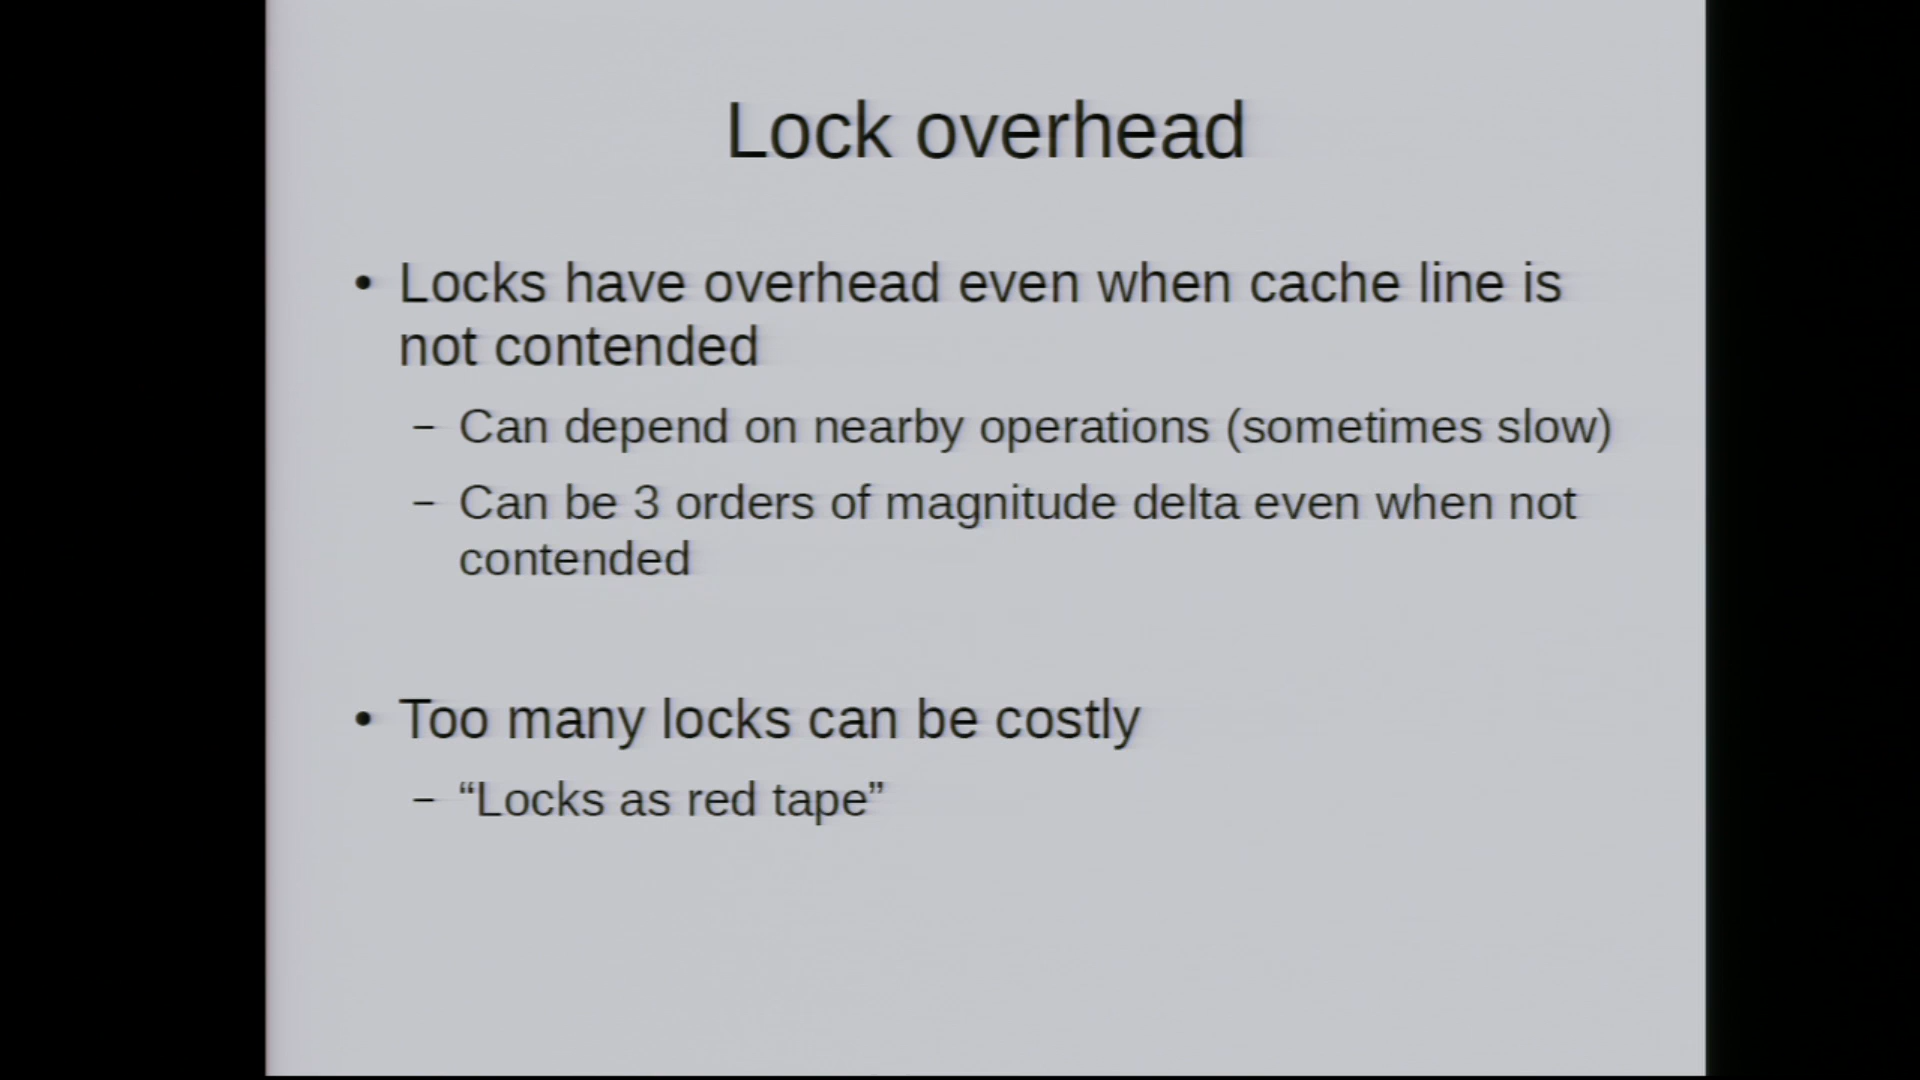 Lock overhead
• Locks have overhead even when cache line is
not contended
– Can depend on nearby operations (sometimes slow)
– Can be 3 orders of magnitude delta even when not
contended
• Too many locks can be costly
– “Locks as red tape”